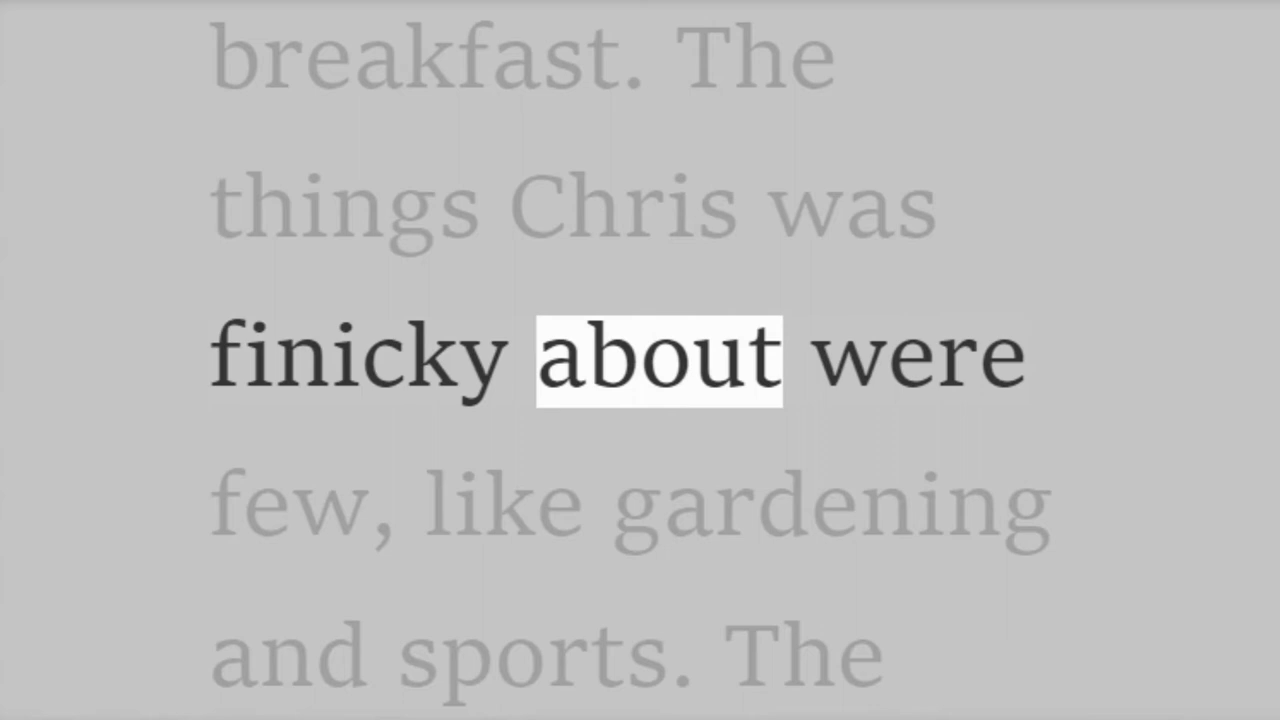 breakfast. The
things Chris was
finicky about were
few, like gardening
and sports. The